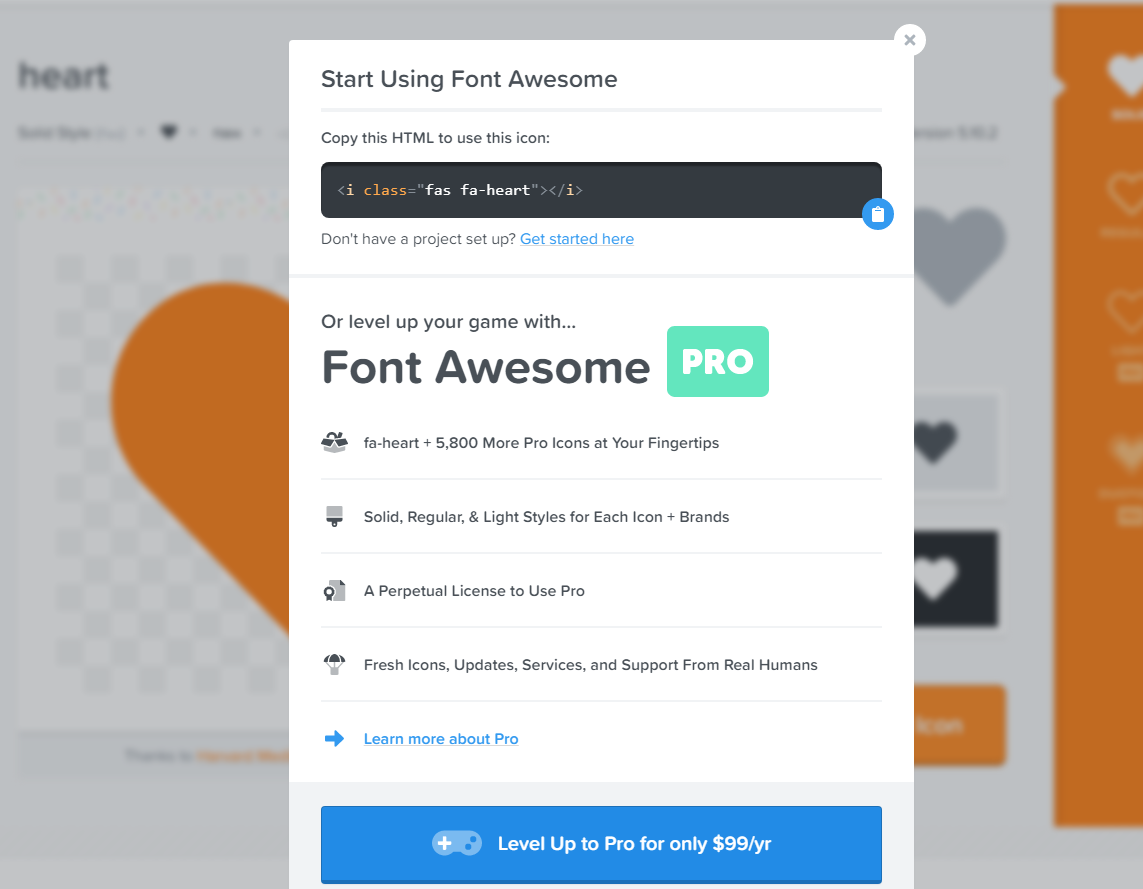 heart
Start Using Font Awesome
Copy this HTML to use this icon:
<i class="fas fa-heart"></i>
Don't have a project set up? Get started here
Or level up your game with...
Font Awesome PRO
fa-heart + 5,800 More Pro Icons at Your Fingertips
Solid, Regular, & Light Styles for Each Icon + Brands
A Perpetual License to Use Pro
Fresh Icons, Updates, Services, and Support From Real Humans
Learn more about Pro
Thanks to
Icon
Level Up to Pro for only $99/yr